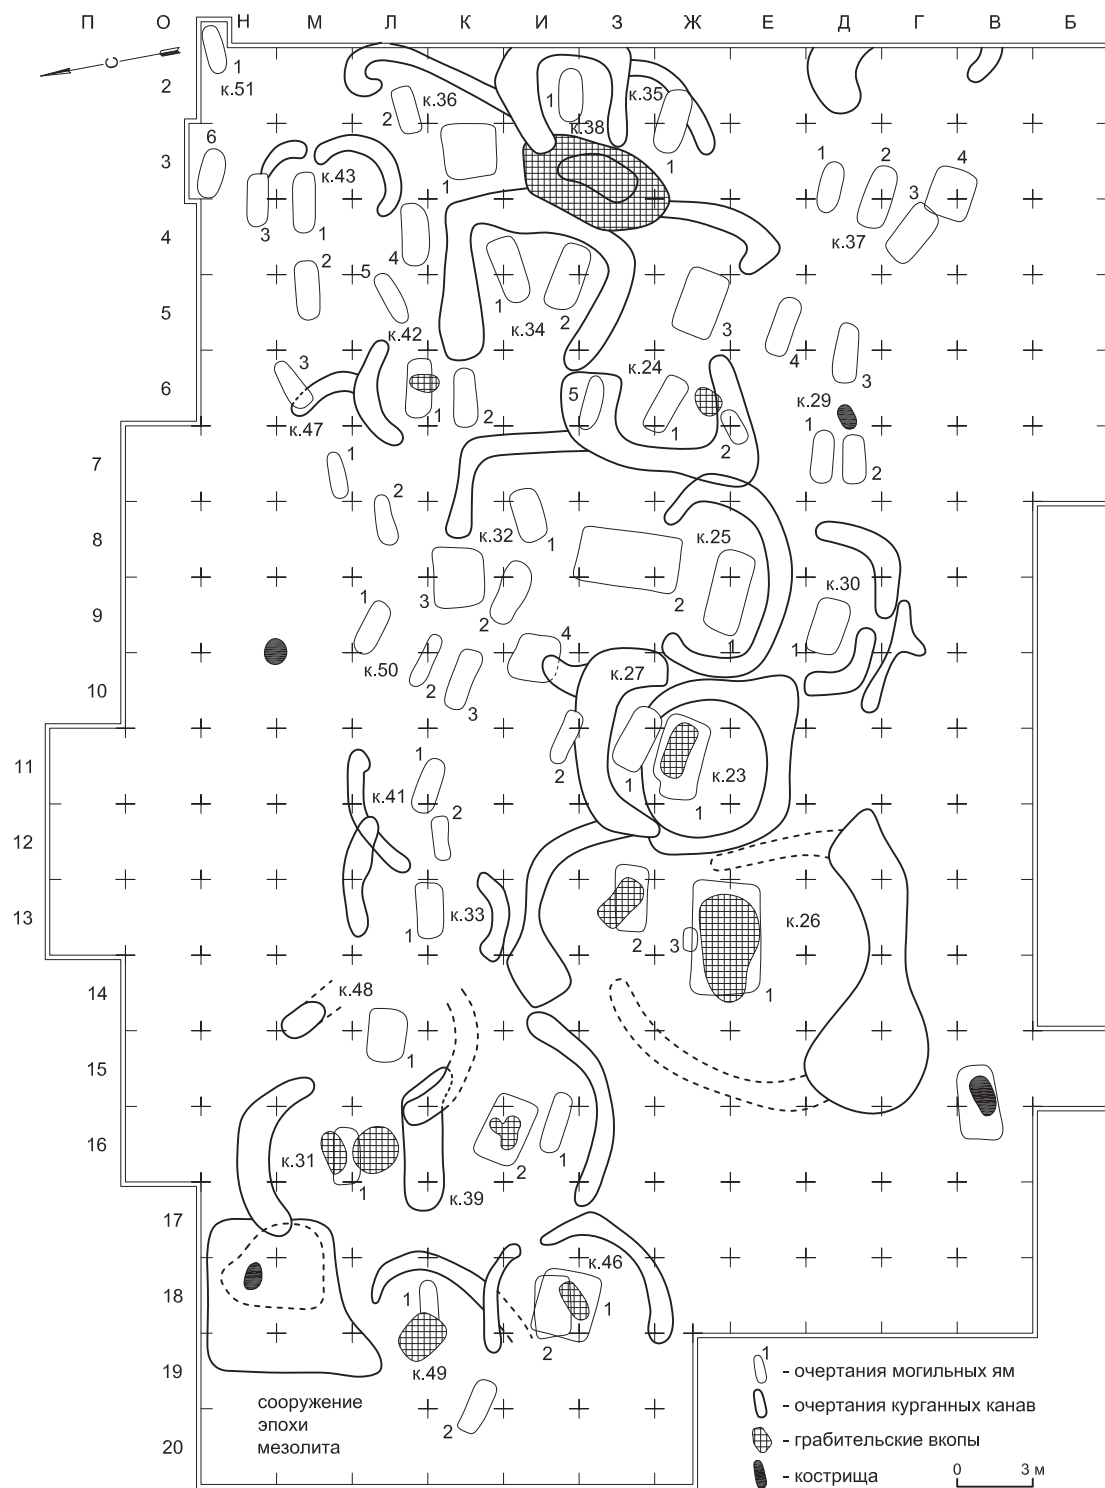 П О Н М Л К И З Ж Е Д Г В Б
С
1
к.51
2
к.36
2
1
к.35
к.38
6
3
к.43
1
1
1
2
4
3
3
1
к.37
4
2
4
5
1
к.34
2
5
к.42
3
4
3
к.24
6
3
5
к.29
1
2
1
2
1
2
к.47
7
1
2
к.32
1
к.25
8
3
2
2
к.30
9
1
4
1
1
к.50
2
3
к.27
10
11
1
2
1
к.23
1
к.41
12
2
13
1
к.33
2
3
к.26
1
14
к.48
1
15
16
к.31
1
2
1
к.39
17
к.46
18
1
1
2
19
к.49
2
20
сооружение
эпохи
мезолита
1
- очертания могильных ям
- очертания курганных канав
- грабительские вкопы
- кострища
0 3 м